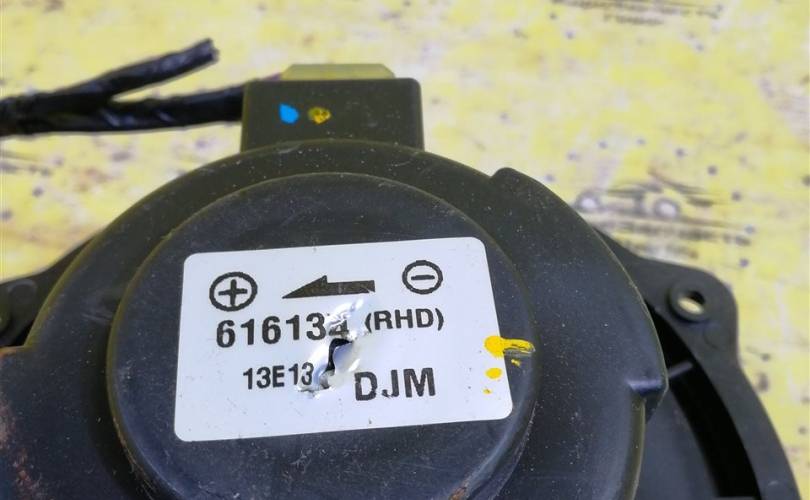 ⊕ ← ⊖
616134 (RHD)
13E13
DJM